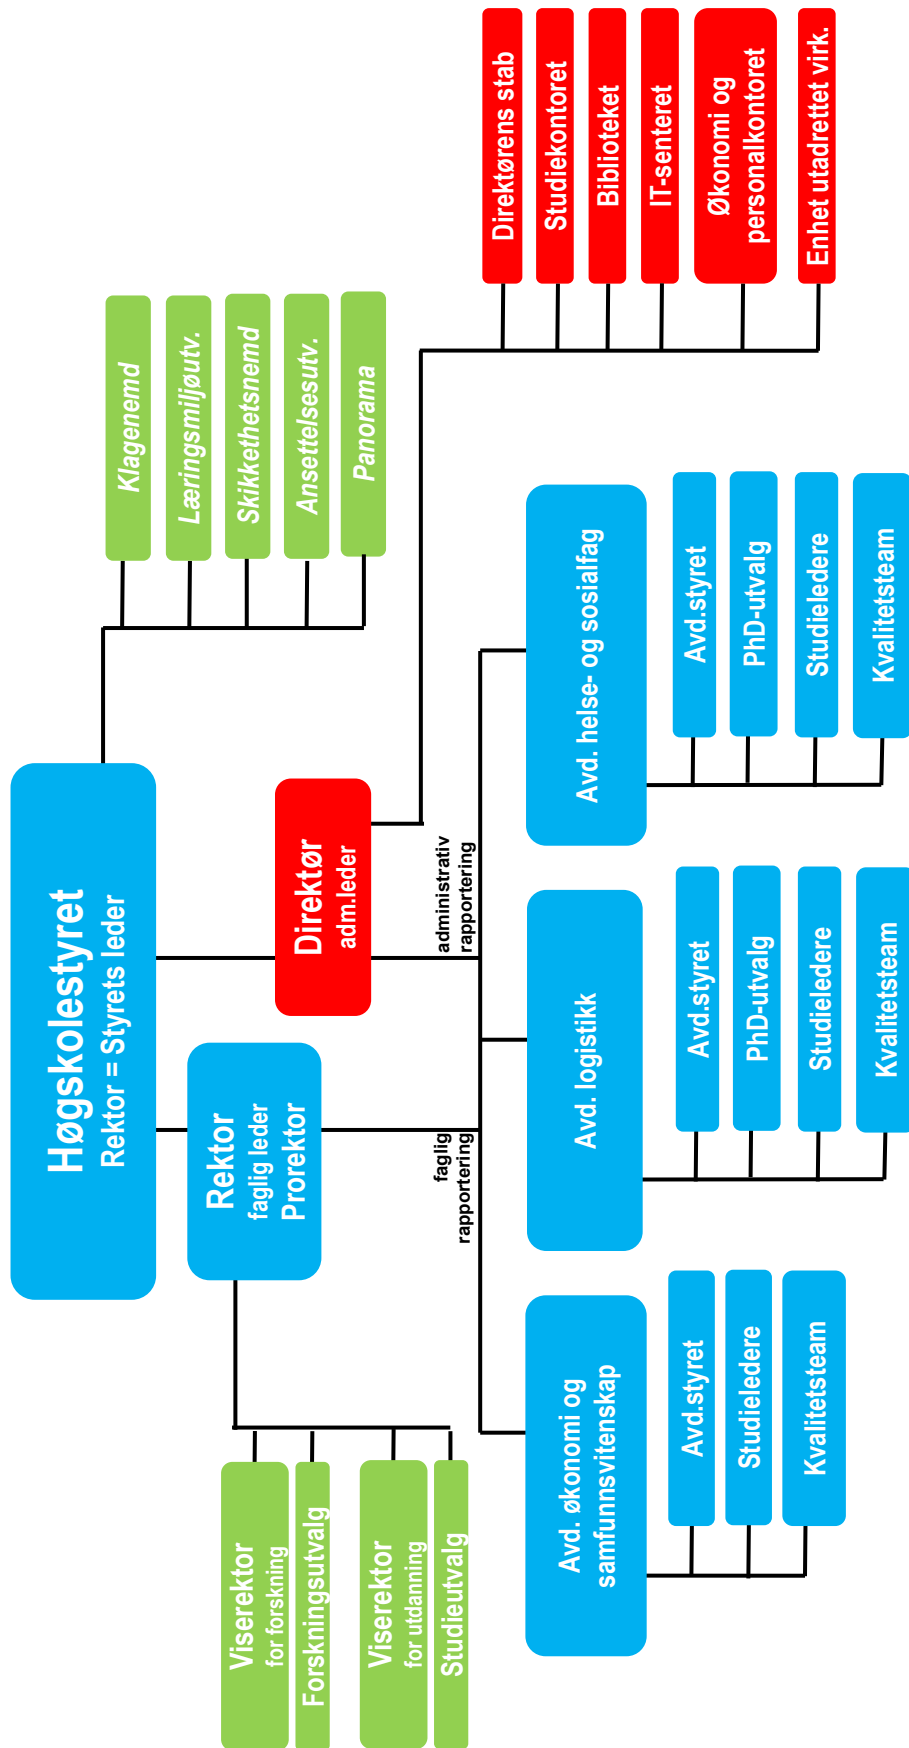 Høgskolestyret
Rektor = Styrets leder
Klagenemd
Læringsmiljøutv.
Skikkethetsnemd
Ansettelsesutv.
Panorama
Rektor
faglig leder
Prorektor
Direktør
adm.leder
Viserektor
for forskning
Forskningsutvalg
Viserektor
for utdanning
Studieutvalg
faglig
rapportering
administrativ
rapportering
Direktørens stab
Studiekontoret
Biblioteket
IT-senteret
Økonomi og
personalkontoret
Enhet utadrettet virk.
Avd. økonomi og
samfunnsvitenskap
Avd.styret
Studieledere
Kvalitetsteam
Avd. logistikk
Avd.styret
PhD-utvalg
Studieledere
Kvalitetsteam
Avd. helse- og sosialfag
Avd.styret
PhD-utvalg
Studieledere
Kvalitetsteam